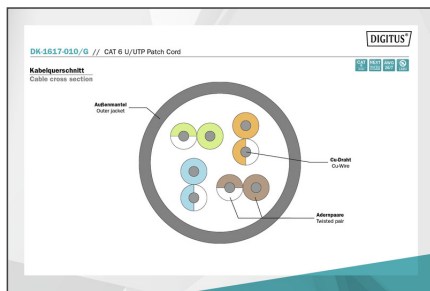 DIGITUS®
DK-1617-010/G // CAT 6 U/UTP Patch Cord
Kabelquerschnitt
Cable cross section
Außenmantel
Outer jacket
Cu-Draht
Cu-Wire
Adernpaare
Twisted pair